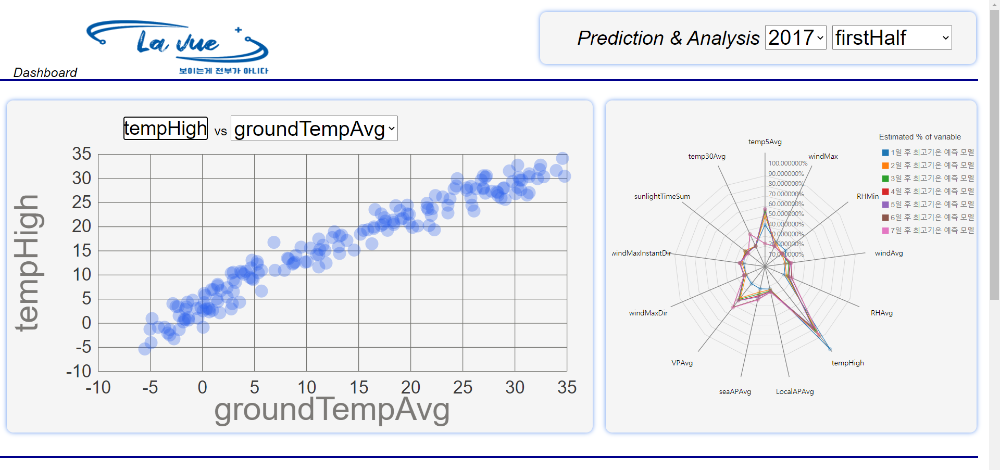 La vue
보이는게 전부가 아니다
Dashboard
Prediction & Analysis 2017 firstHalf
tempHigh vs groundTempAvg
35
30
25
20
15
10
5
0
-5
-10
tempHigh
-10 -5 0 5 10 15 20 25 30 35
groundTempAvg
Estimated % of variable
1일 후 최고기온 예측 모델
2일 후 최고기온 예측 모델
3일 후 최고기온 예측 모델
4일 후 최고기온 예측 모델
5일 후 최고기온 예측 모델
6일 후 최고기온 예측 모델
7일 후 최고기온 예측 모델
temp5Avg
temp30Avg
windMax
100.000000%
90.000000%
80.000000%
70.000000%
60.000000%
50.000000%
40.000000%
30.000000%
20.000000%
10.000000%
sunlightTimeSum
RHMin
windMaxInstantDir
windAvg
windMaxDir
RHAvg
VPAvg
tempHigh
seaAPAvg
LocalAPAvg